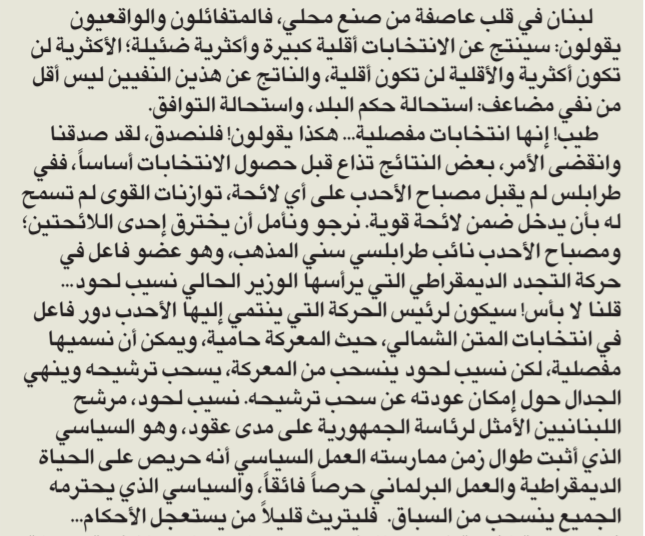 لبنان في قلب عاصفة من صنع محلي، فالمتفائلون والواقعيون
يقولون: سينتج عن الانتخابات أقلية كبيرة وأكثرية ضئيلة؛ الأكثرية لن
تكون أكثرية والأقلية لن تكون أقلية، والناتج عن هذين النفيين ليس أقل
من نفي مضاعف: استحالة حكم البلد، واستحالة التوافق.
طيب! إنها انتخابات مفصلية... هكذا يقولون! فلنصدق، لقد صدقنا
وانقضى الأمر، بعض النتائج تذاع قبل حصول الانتخابات أساساً، ففي
طرابلس لم يقبل مصباح الأحدب على أي لائحة، توازنات القوى لم تسمح
له بأن يدخل ضمن لائحة قوية. نرجو ونأمل أن يخترق إحدى اللائحتين؛
ومصباح الأحدب نائب طرابلسي سني المذهب، وهو عضو فاعل في
حركة التجدد الديمقراطي التي يرأسها الوزير الحالي نسيب لحود...
قلنا لا بأس! سيكون لرئيس الحركة التي ينتمي إليها الأحدب دور فاعل
في انتخابات المتن الشمالي، حيث المعركة حامية، ويمكن أن نسميها
مفصلية، لكن نسيب لحود ينسحب من المعركة، يسحب ترشيحه وينهي
الجدال حول إمكان عودته عن سحب ترشيحه. نسيب لحود، مرشح
اللبنانيين الأمثل لرئاسة الجمهورية على مدى عقود، وهو السياسي
الذي أثبت طوال زمن ممارسته العمل السياسي أنه حريص على الحياة
الديمقراطية والعمل البرلماني حرصاً فائقاً، والسياسي الذي يحترمه
الجميع ينسحب من السباق. فليتريث قليلاً من يستعجل الأحكام...